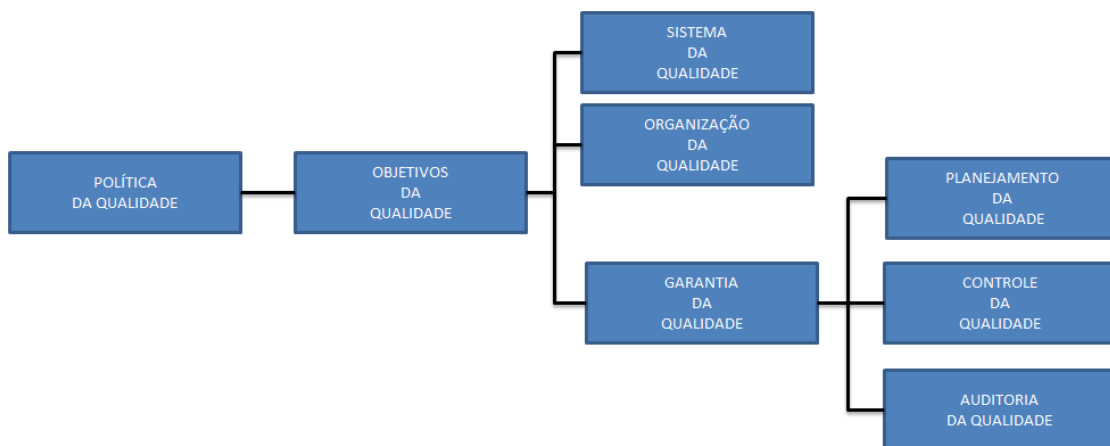 SISTEMA
DA
QUALIDADE
ORGANIZAÇÃO
DA
QUALIDADE
POLÍTICA
DA QUALIDADE
OBJETIVOS
DA
QUALIDADE
PLANEJAMENTO
DA
QUALIDADE
GARANTIA
DA
QUALIDADE
CONTROLE
DA
QUALIDADE
AUDITORIA
DA QUALIDADE